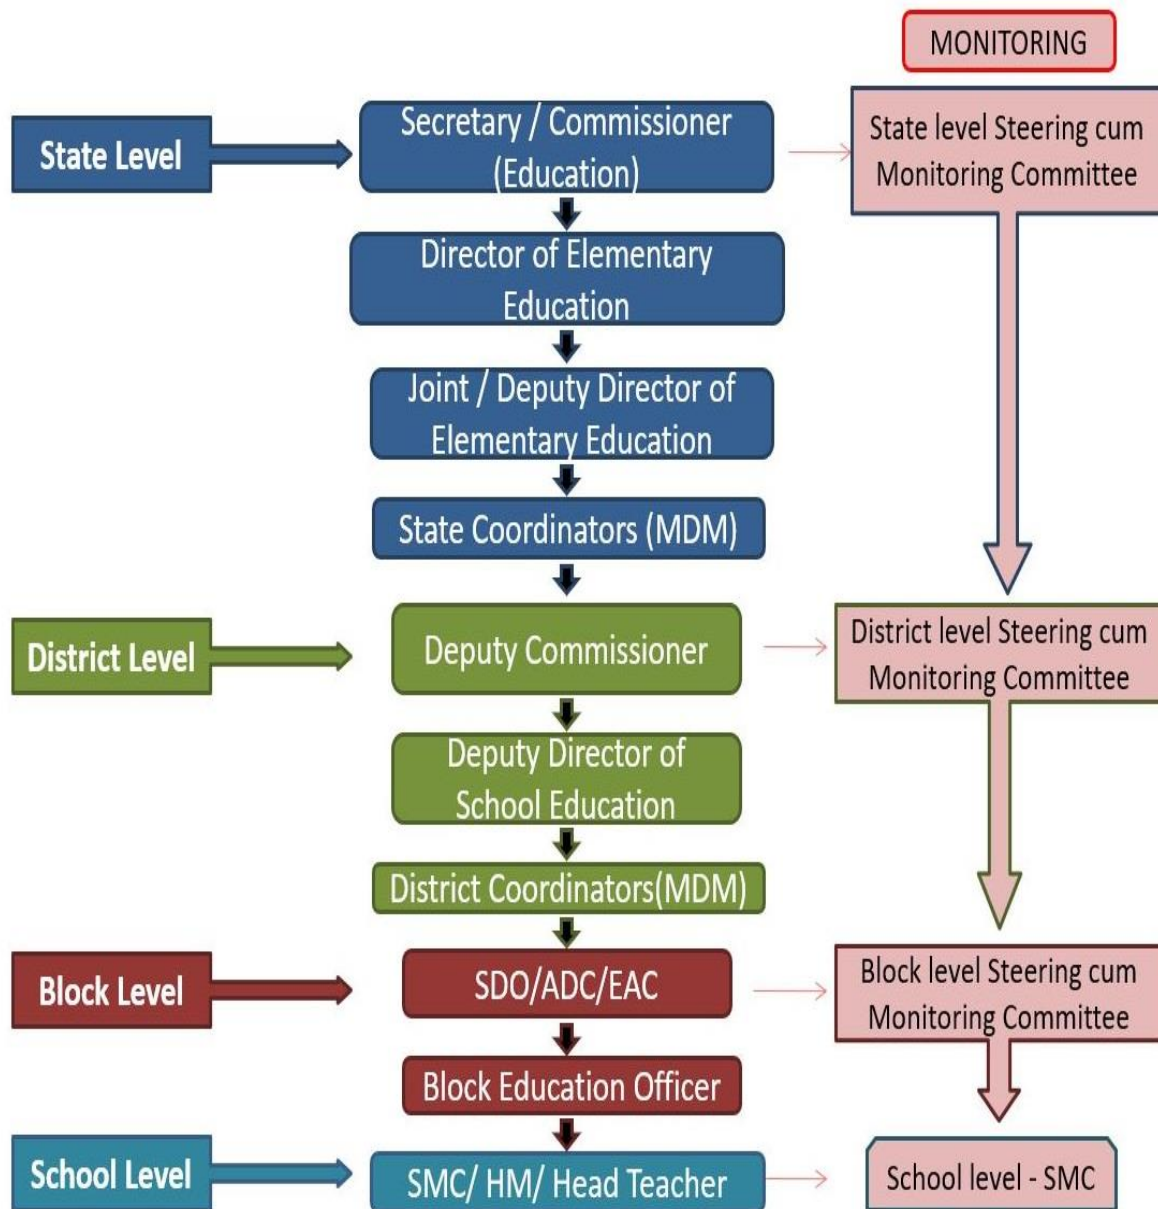 MONITORING
State Level
Secretary / Commissioner
(Education)
State level Steering cum
Monitoring Committee
Director of Elementary
Education
Joint / Deputy Director of
Elementary Education
State Coordinators (MDM)
District Level
Deputy Commissioner
District level Steering cum
Monitoring Committee
Deputy Director of
School Education
District Coordinators(MDM)
Block Level
SDO/ADC/EAC
Block level Steering cum
Monitoring Committee
Block Education Officer
School Level
SMC/ HM/ Head Teacher
School level - SMC